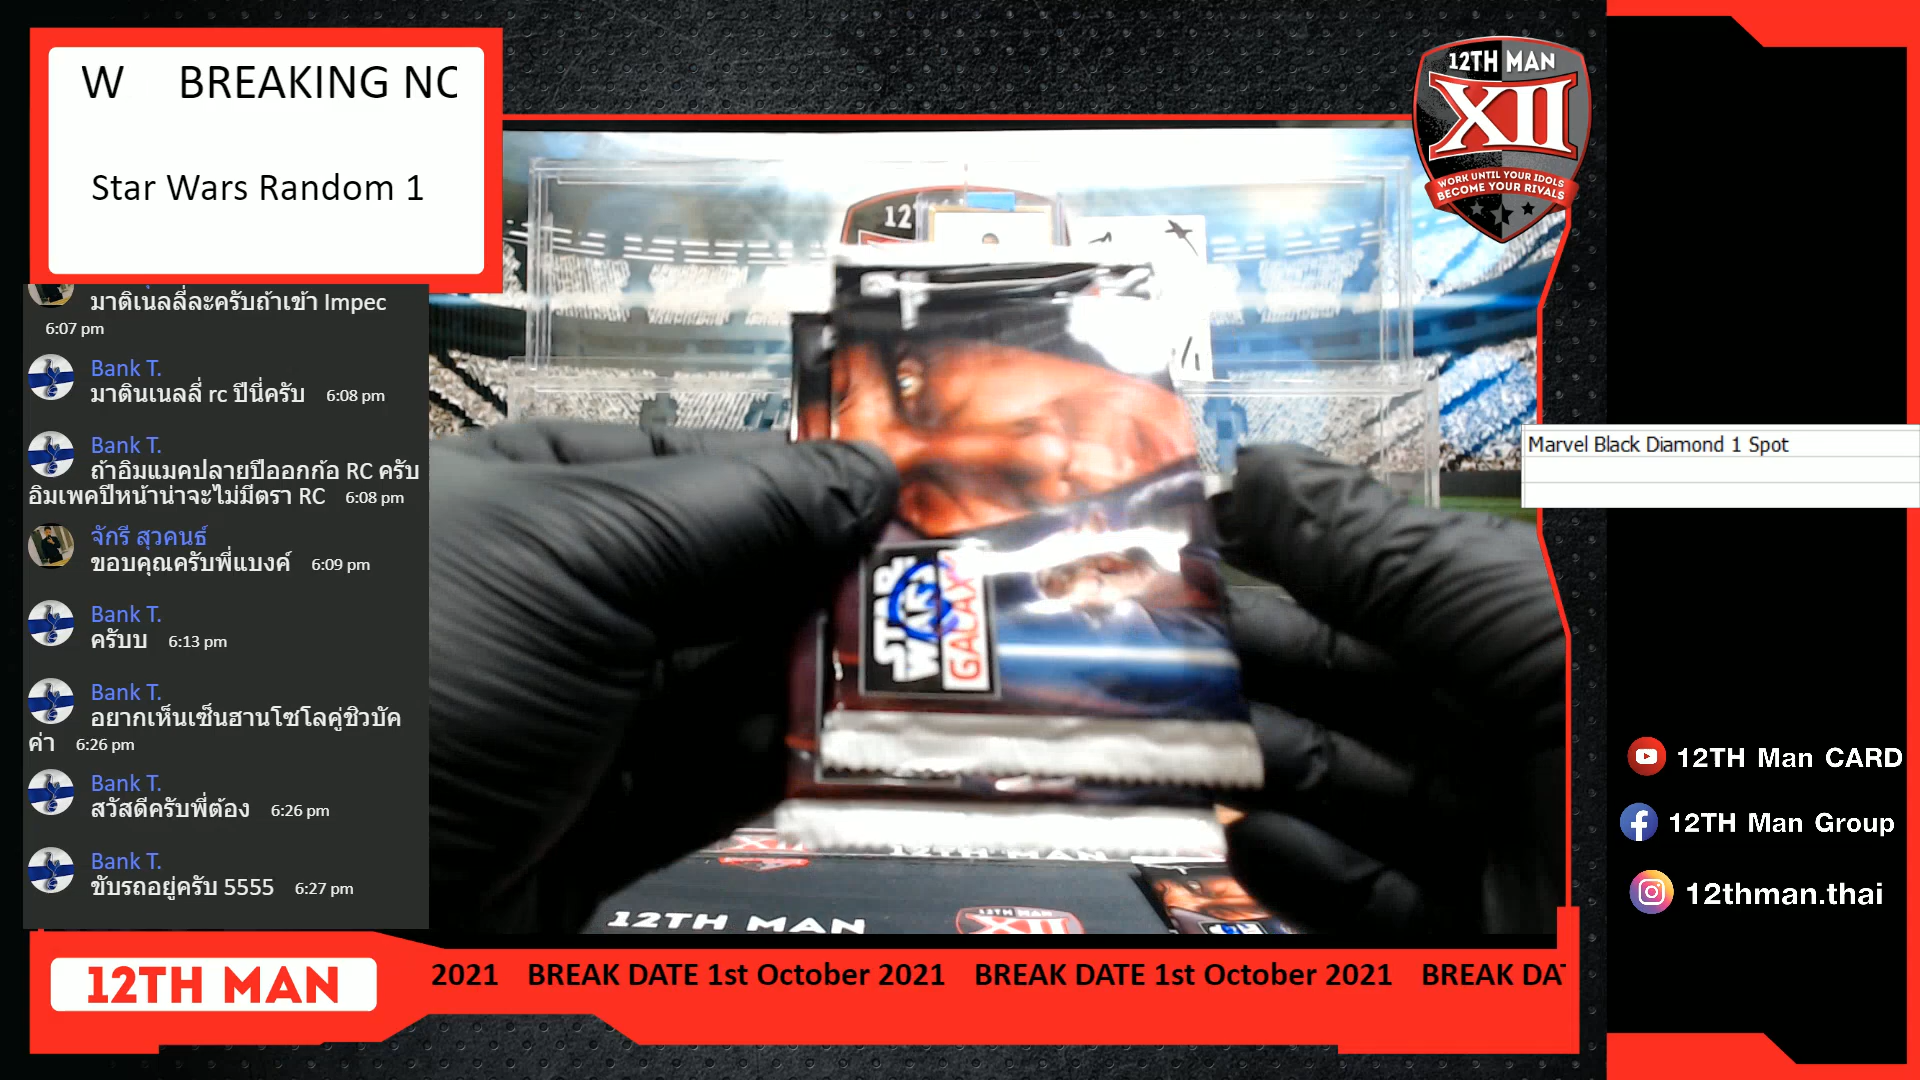 W BREAKING NO
Star Wars Random 1
มาติเนลลี่ละครับถ้าเข้า Impec
6:07 pm
Bank T.
มาตินเนลลี่ rc ปีนี้ครับ 6:08 pm
Bank T.
ถ้าอิมแมคปลายปีออกก้อ RC ครับ
อิมเพคปีหน้าน่าจะไม่มีตรา RC 6:08 pm
จักรี สุวคนธ์
ขอบคุณครับพี่แบงค์ 6:09 pm
Bank T.
ครับบ 6:13 pm
Bank T.
อยากเห็นเซ็นฮานโซโลคู่ชิวบัค
ค่า 6:26 pm
Bank T.
สวัสดีครับพี่ต้อง 6:26 pm
Bank T.
ขับรถอยู่ครับ 5555 6:27 pm
12TH MAN
XII
WORK UNTIL YOUR IDOLS
BECOME YOUR RIVALS
12
STAR
WARS
GALAXY
12TH MAN
12TH MAN
12TH MAN
XII
Marvel Black Diamond 1 Spot
12TH Man CARD
12TH Man Group
12thman.thai
12TH MAN
2021 BREAK DATE 1st October 2021 BREAK DATE 1st October 2021 BREAK DAT